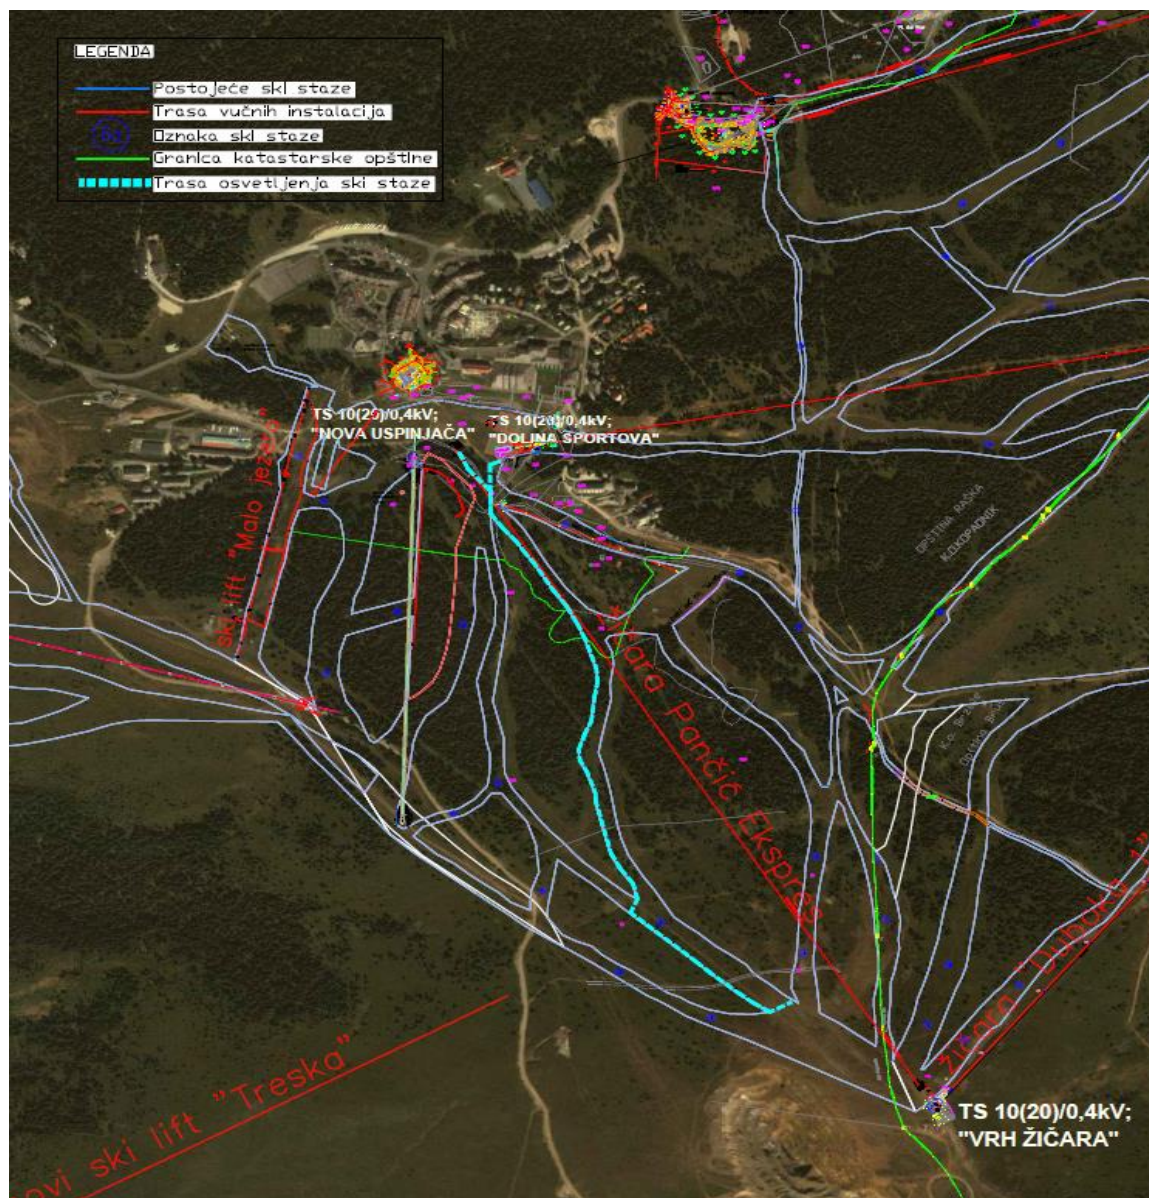 LEGENDA
Postojeće ski staze
Trasa vučnih instalacija
Oznaka ski staze
Granica katastarske opštine
Trasa osvetljenja ski staze
TS 10(20)/0,4kV;
"NOVA USPINJAČA"
TS 10(20)/0,4kV;
"DOLINA SPORTOVA"
ski lift "Malo jezero"
OPŠTINA RAŠKA
K.O.KOPAONIK
Žičara Pančić Ekspres
Žičara "Duboka 1"
ovi ski lift "Treska"
TS 10(20)/0,4kV;
"VRH ŽIČARA"